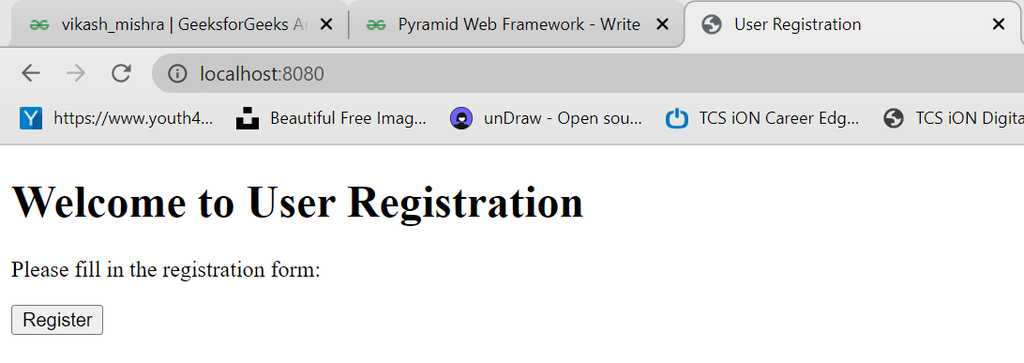 vikash_mishra | GeeksforGeeks Ar Pyramid Web Framework - Write User Registration
localhost:8080
https://www.youth4... Beautiful Free Imag... unDraw - Open sou... TCS iON Career Edg... TCS iON Digita
Welcome to User Registration
Please fill in the registration form:
Register